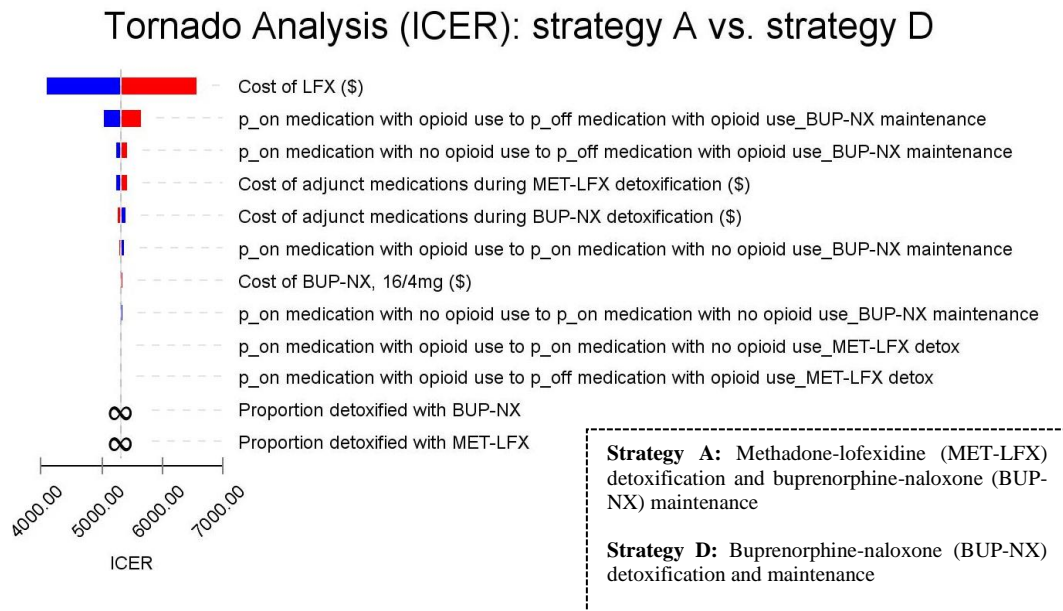 Tornado Analysis (ICER): strategy A vs. strategy D
Cost of LFX ($)
p_on medication with opioid use to p_off medication with opioid use_BUP-NX maintenance
p_on medication with no opioid use to p_off medication with opioid use_BUP-NX maintenance
Cost of adjunct medications during MET-LFX detoxification ($)
Cost of adjunct medications during BUP-NX detoxification ($)
p_on medication with opioid use to p_on medication with no opioid use_BUP-NX maintenance
Cost of BUP-NX, 16/4mg ($)
p_on medication with no opioid use to p_on medication with no opioid use_BUP-NX maintenance
p_on medication with opioid use to p_on medication with no opioid use_MET-LFX detox
p_on medication with opioid use to p_off medication with opioid use_MET-LFX detox
∞ Proportion detoxified with BUP-NX
∞ Proportion detoxified with MET-LFX
4000.00 5000.00 6000.00 7000.00
ICER
Strategy A: Methadone-lofexidine (MET-LFX)
detoxification and buprenorphine-naloxone (BUP-
NX) maintenance
Strategy D: Buprenorphine-naloxone (BUP-NX)
detoxification and maintenance